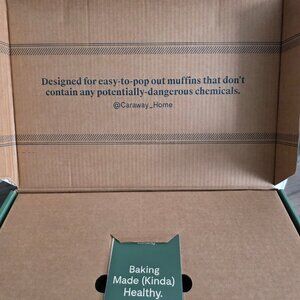 Designed for easy-to-pop out muffins that don't
contain any potentially-dangerous chemicals.
@Caraway_Home
Baking
Made (Kinda)
Healthy.